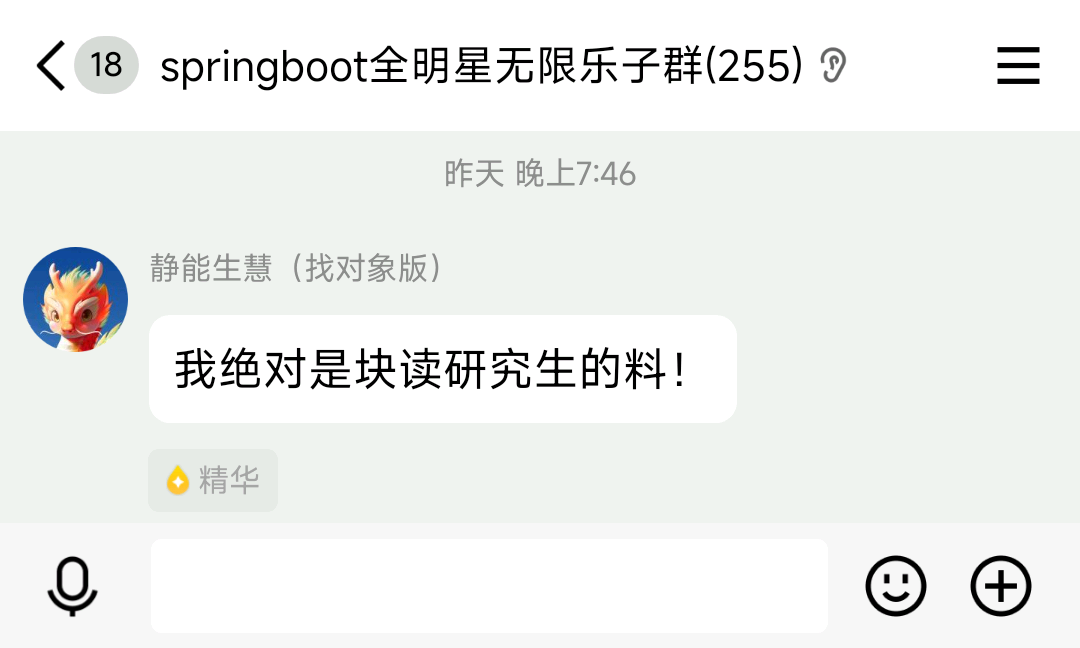 18 springboot全明星无限乐子群(255)
昨天 晚上7:46
静能生慧（找对象版）
我绝对是块读研究生的料！
精华